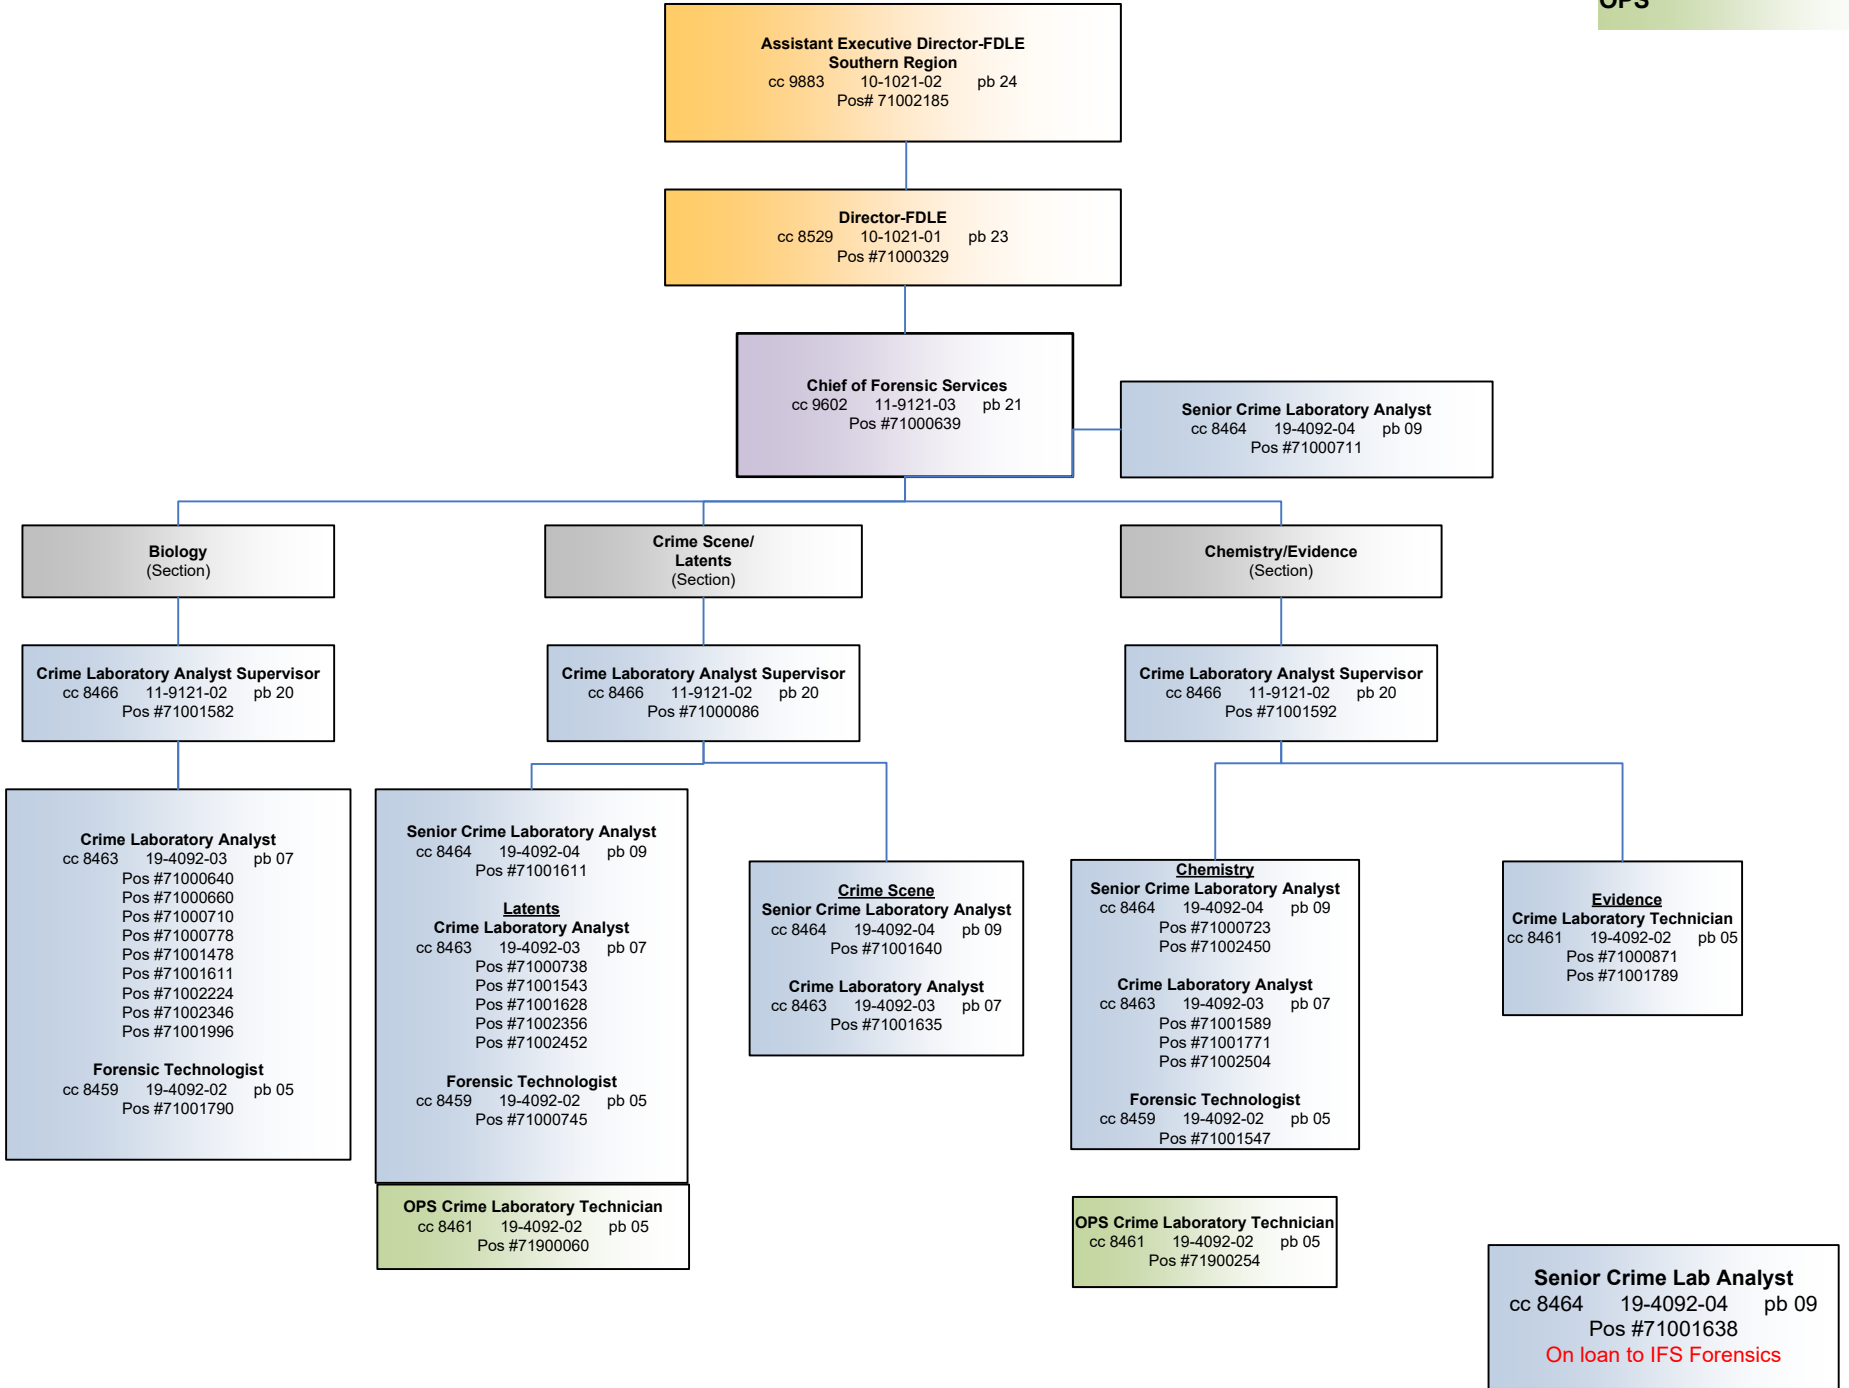 OPS
Assistant Executive Director-FDLE
Southern Region
cc 9883 10-1021-02 pb 24
Pos# 71002185
Director-FDLE
cc 8529 10-1021-01 pb 23
Pos #71000329
Chief of Forensic Services
cc 9602 11-9121-03 pb 21
Pos #71000639
Senior Crime Laboratory Analyst
cc 8464 19-4092-04 pb 09
Pos #71000711
Biology
(Section)
Crime Scene/
Latents
(Section)
Chemistry/Evidence
(Section)
Crime Laboratory Analyst Supervisor
cc 8466 11-9121-02 pb 20
Pos #71001582
Crime Laboratory Analyst Supervisor
cc 8466 11-9121-02 pb 20
Pos #71000086
Crime Laboratory Analyst Supervisor
cc 8466 11-9121-02 pb 20
Pos #71001592
Crime Laboratory Analyst
cc 8463 19-4092-03 pb 07
Pos #71000640
Pos #71000660
Pos #71000710
Pos #71000778
Pos #71001478
Pos #71001611
Pos #71002224
Pos #71002346
Pos #71001996
Forensic Technologist
cc 8459 19-4092-02 pb 05
Pos #71001790
Senior Crime Laboratory Analyst
cc 8464 19-4092-04 pb 09
Pos #71001611
Latents
Crime Laboratory Analyst
cc 8463 19-4092-03 pb 07
Pos #71000738
Pos #71001543
Pos #71001628
Pos #71002356
Pos #71002452
Forensic Technologist
cc 8459 19-4092-02 pb 05
Pos #71000745
OPS Crime Laboratory Technician
cc 8461 19-4092-02 pb 05
Pos #71900060
Crime Scene
Senior Crime Laboratory Analyst
cc 8464 19-4092-04 pb 09
Pos #71001640
Crime Laboratory Analyst
cc 8463 19-4092-03 pb 07
Pos #71001635
Chemistry
Senior Crime Laboratory Analyst
cc 8464 19-4092-04 pb 09
Pos #71000723
Pos #71002450
Crime Laboratory Analyst
cc 8463 19-4092-03 pb 07
Pos #71001589
Pos #71001771
Pos #71002504
Forensic Technologist
cc 8459 19-4092-02 pb 05
Pos #71001547
OPS Crime Laboratory Technician
cc 8461 19-4092-02 pb 05
Pos #71900254
Evidence
Crime Laboratory Technician
cc 8461 19-4092-02 pb 05
Pos #71000871
Pos #71001789
Senior Crime Lab Analyst
cc 8464 19-4092-04 pb 09
Pos #71001638
On loan to IFS Forensics